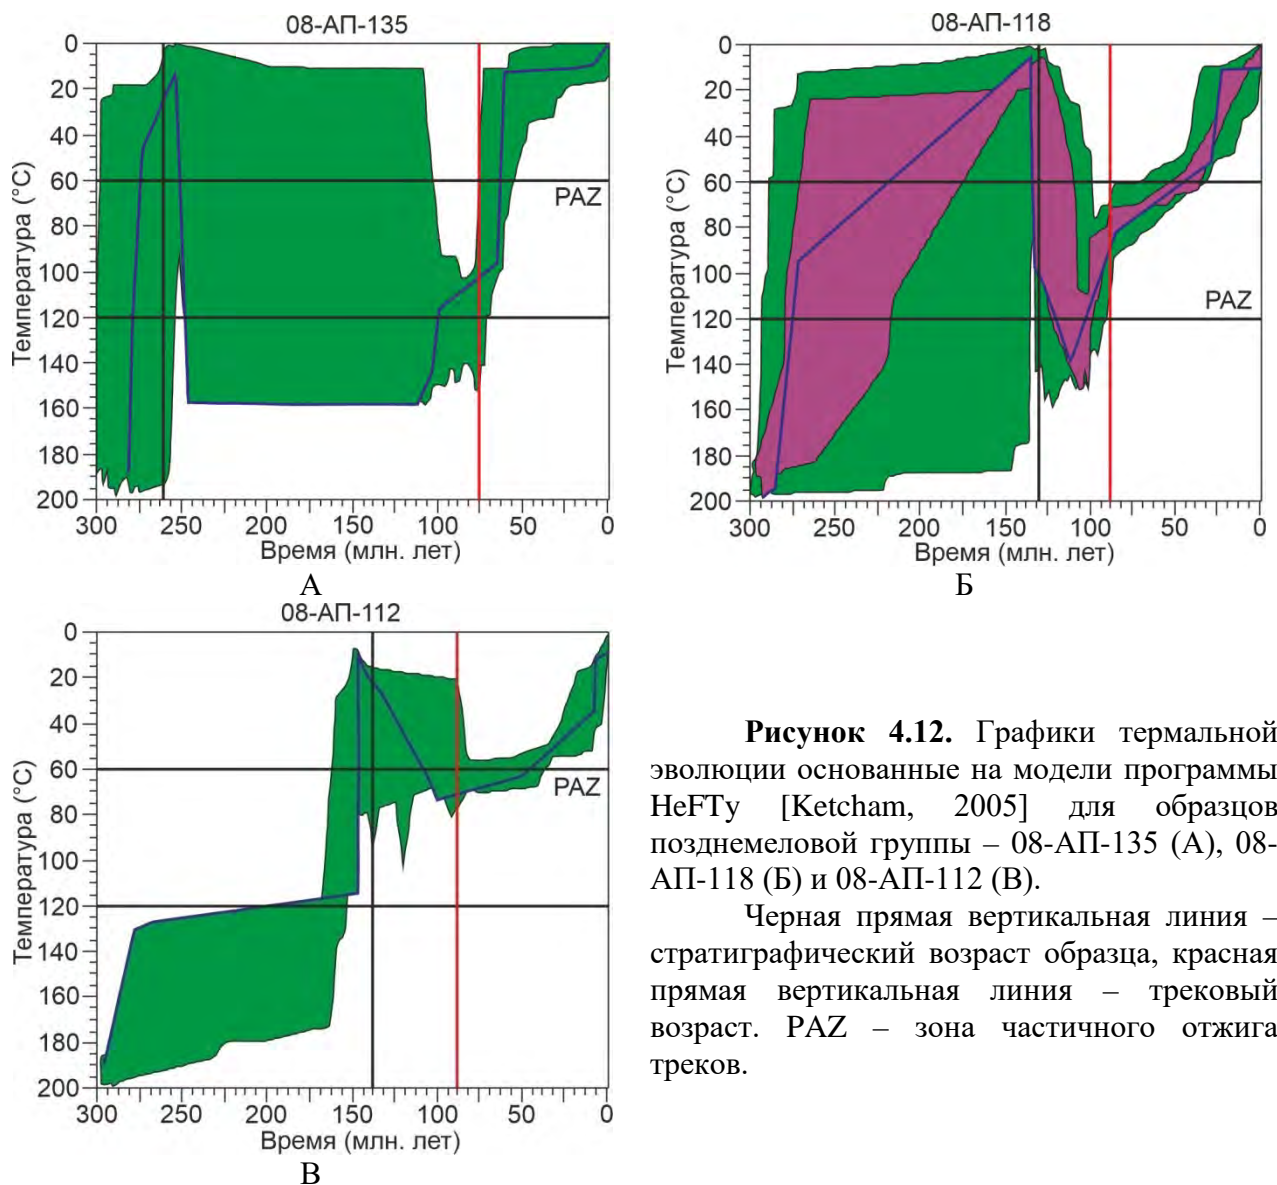 08-АП-135
0
20
40
60
80
100
120
140
160
180
200
Температура (°С)
PAZ
300
250
200
150
100
50
0
Время (млн. лет)
А
08-АП-118
0
20
40
60
80
100
120
140
160
180
200
Температура (°С)
PAZ
300
250
200
150
100
50
0
Время (млн. лет)
Б
08-АП-112
0
20
40
60
80
100
120
140
160
180
200
Температура (°С)
PAZ
300
250
200
150
100
50
0
Время (млн. лет)
В
Рисунок 4.12. Графики термальной
эволюции основанные на модели программы
HeFTy [Ketcham, 2005] для образцов
позднемеловой группы – 08-АП-135 (А), 08-
АП-118 (Б) и 08-АП-112 (В).
Черная прямая вертикальная линия –
стратиграфический возраст образца, красная
прямая вертикальная линия – трековый
возраст. PAZ – зона частичного отжига
треков.